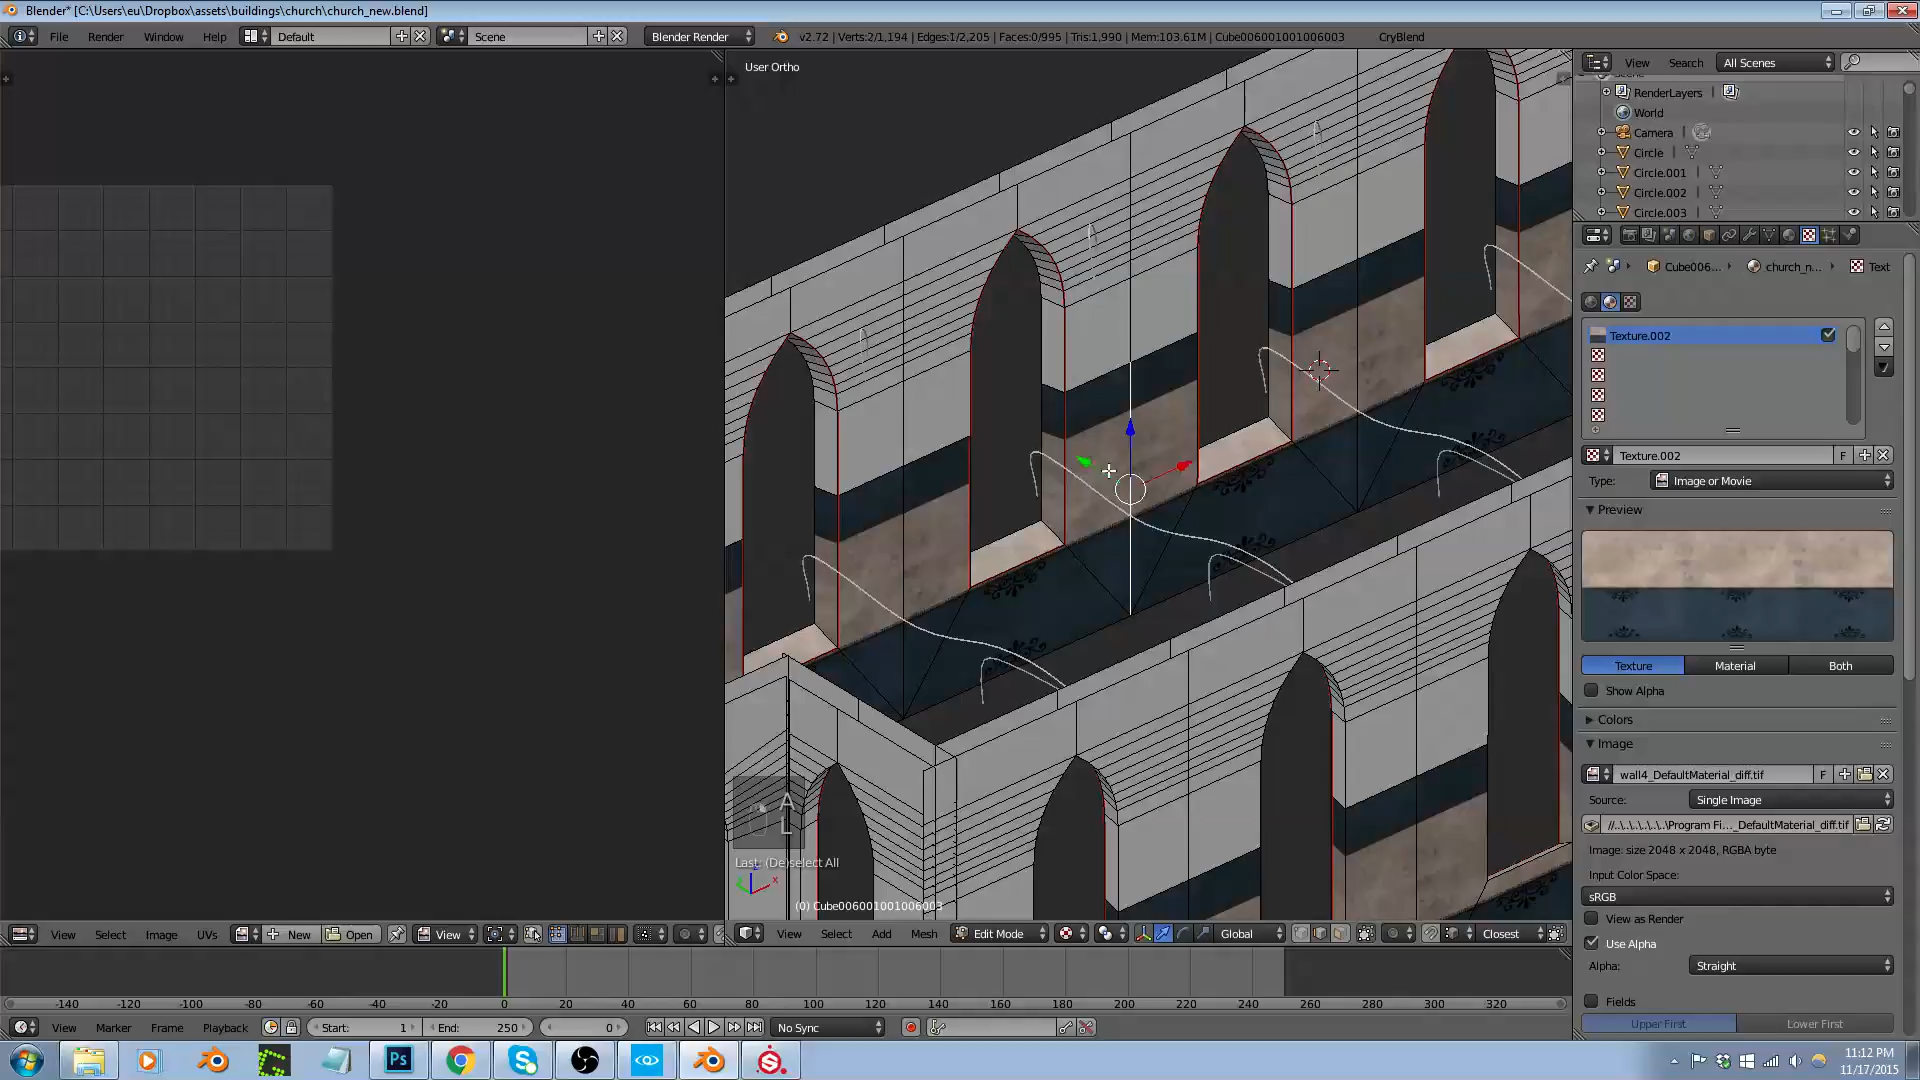 Blender* [C:\Users\eu\Dropbox\assets\buildings\church\church_new.blend]
File Render Window Help Default Scene Blender Render v2.72 | Verts:2/1,194 | Edges:1/2,205 | Faces:0/995 | Tris:1,990 | Mem:103.61M | Cube006001001006003 CryBlend
User Ortho
View Search All Scenes
Scene
RenderLayers
World
Camera
Circle
Circle.001
Circle.002
Circle.003
Cube006... church_n... Text
Texture.002
Texture.002 F
Type: Image or Movie
Preview
Texture Material Both
Show Alpha
Colors
Image
wall4_DefaultMaterial_diff.tif F
Source: Single Image
//..\..\..\..\..\Program Fi..._DefaultMaterial_diff.tif
Image: size 2048 x 2048, RGBA byte
Input Color Space:
sRGB
View as Render
Use Alpha
Alpha: Straight
Fields
Upper First Lower First
A
L
Last: (De)select All
z
x
(0) Cube006001001006003
View Select Image UVs New Open View
View Select Add Mesh Edit Mode Global Closest
-140 -120 -100 -80 -60 -40 -20 0 20 40 60 80 100 120 140 160 180 200 220 240 260 280 300 320
View Marker Frame Playback Start: 1 End: 250 0 No Sync
Ps
11:12 PM
11/17/2015